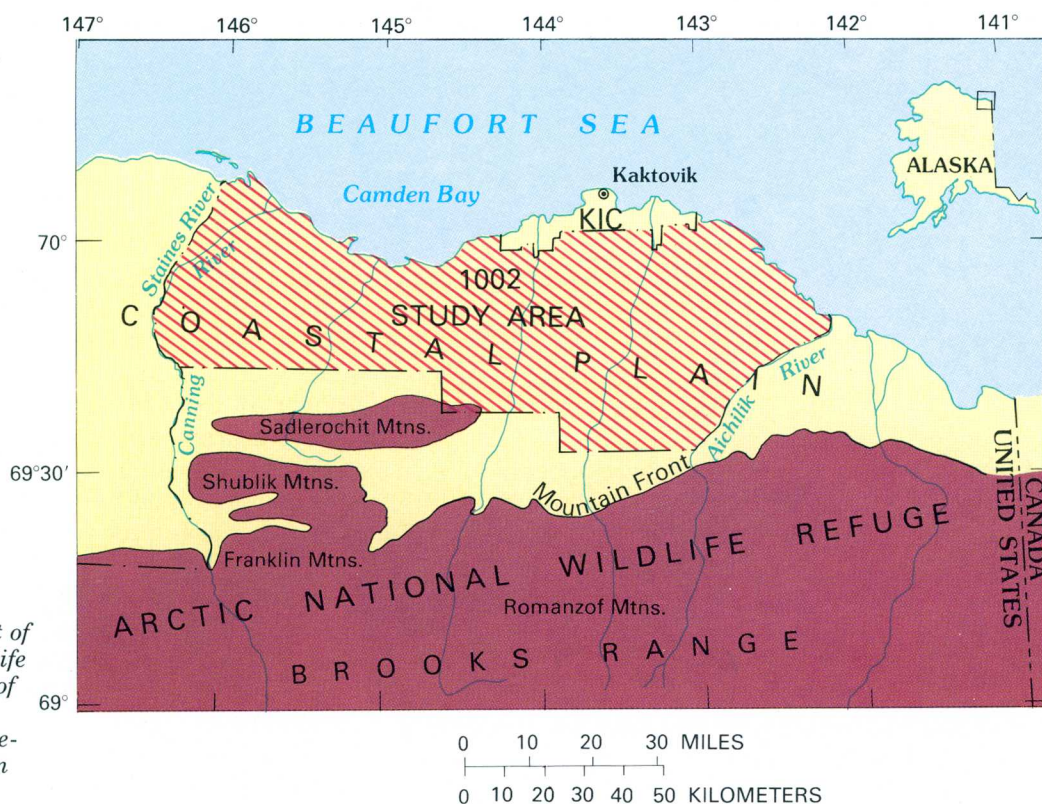 147° 146° 145° 144° 143° 142° 141°
BEAUFORT SEA
ALASKA
Kaktovik
Camden Bay
KIC
Staines River
70°
River
1002
STUDY AREA
COASTAL PLAIN
River
Aichilik
Canning
Sadlerochit Mtns.
69°30′
Shublik Mtns.
Mountain Front
UNITED STATES
CANADA
Franklin Mtns.
ARCTIC NATIONAL WILDLIFE REFUGE
Romanzof Mtns.
BROOKS RANGE
of
ife
of
69°
e-
n
0 10 20 30 MILES
0 10 20 30 40 50 KILOMETERS